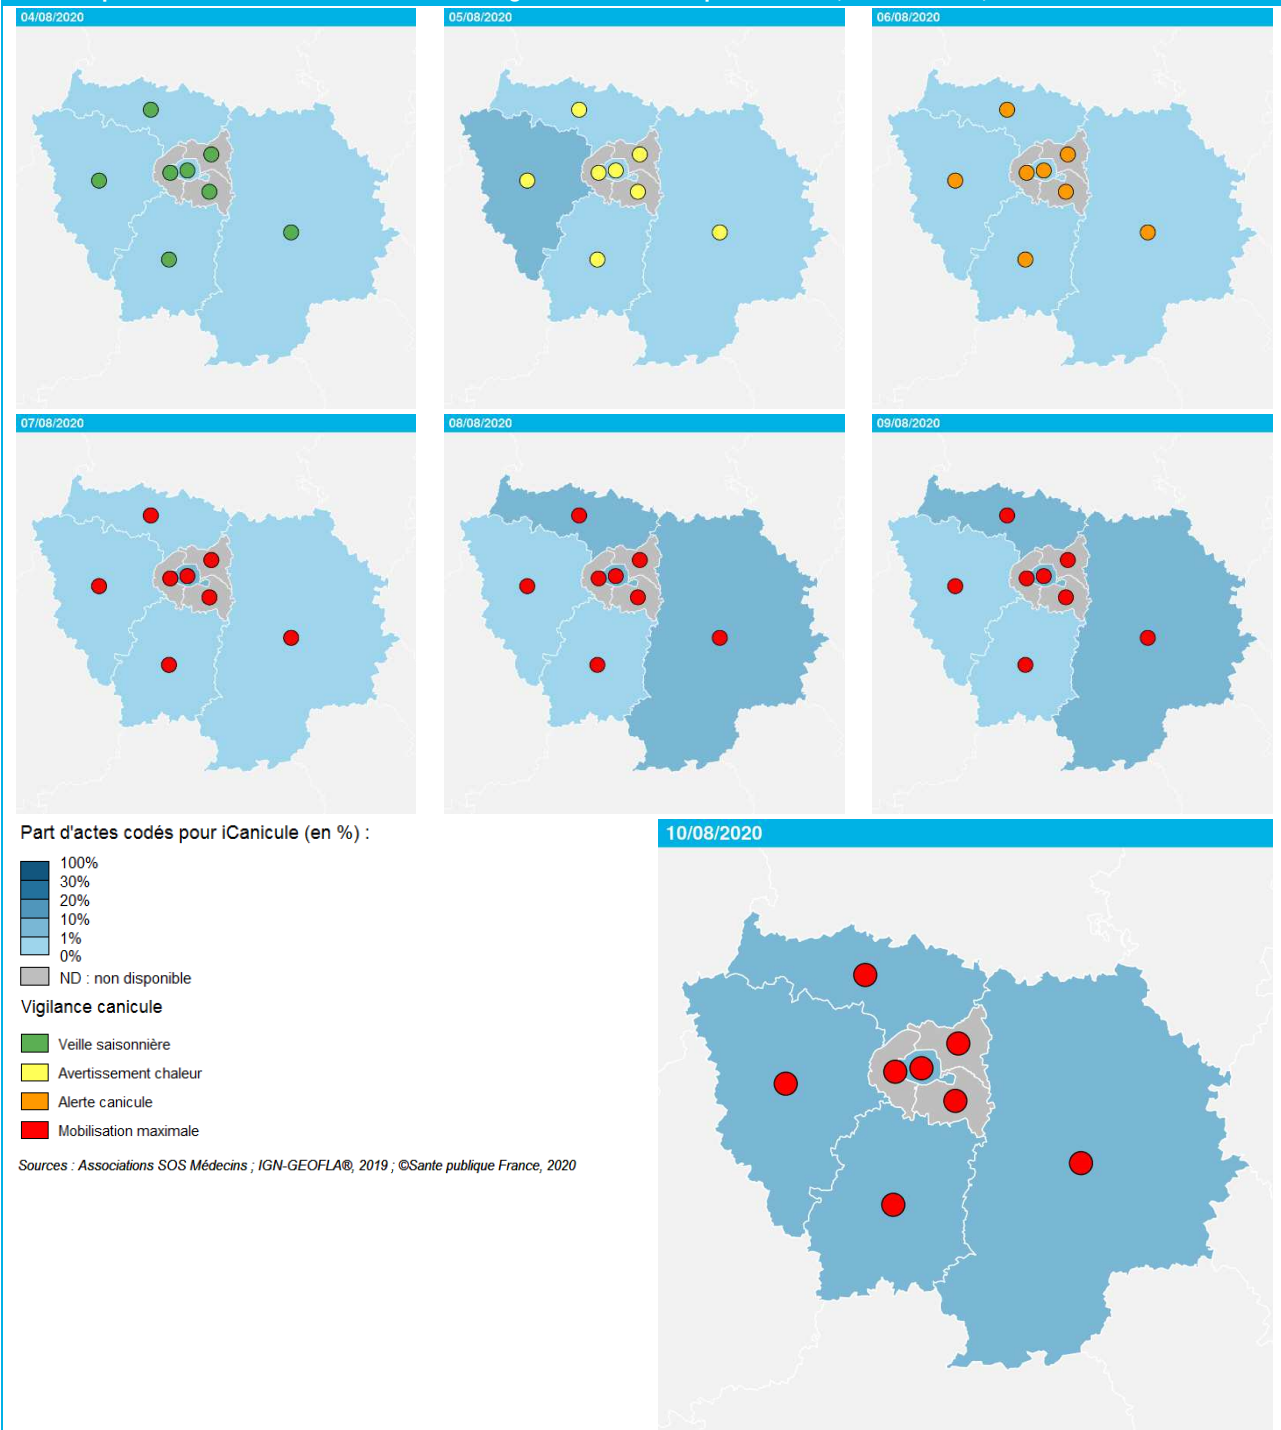 04/08/2020
05/08/2020
06/08/2020
07/08/2020
08/08/2020
09/08/2020
Part d'actes codés pour iCanicule (en %) :
100%
30%
20%
10%
1%
0%
ND : non disponible
Vigilance canicule
Veille saisonnière
Avertissement chaleur
Alerte canicule
Mobilisation maximale
Sources : Associations SOS Médecins ; IGN-GEOFLA®, 2019 ; ©Sante publique France, 2020
10/08/2020